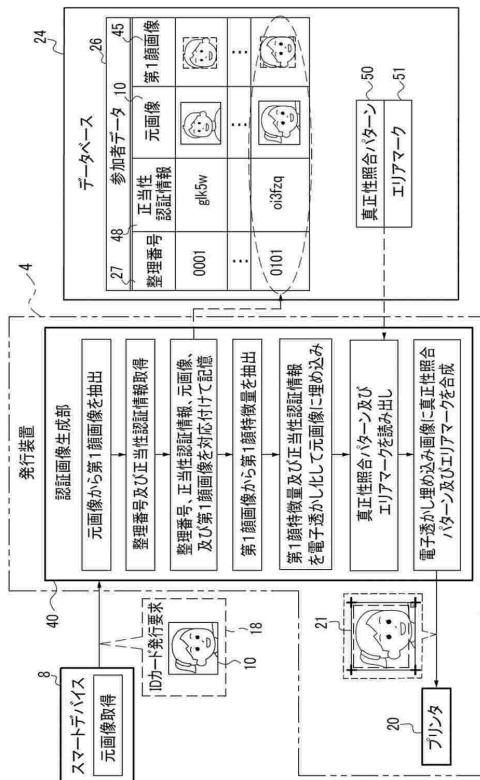 8
スマートデバイス
元画像取得
IDカード発行要求
18
10
発行装置
4
40
認証画像生成部
元画像から第1顔画像を抽出
整理番号及び正当性認証情報取得
整理番号、正当性認証情報、元画像、
及び第1顔画像を対応付けて記憶
第1顔画像から第1顔特徴量を抽出
第1顔特徴量及び正当性認証情報
を電子透かし化して元画像に埋め込み
真正性照合パターン及び
エリアマークを読み出し
電子透かし埋め込み画像に真正性照合
パターン及びエリアマークを合成
21
20
プリンタ
24
データベース
26
参加者データ
27
48
10
45
整理番号
正当性
認証情報
元画像
第1顔画像
0001
glk5w
⋮
⋮
⋮
⋮
0101
oi3fzq
真正性照合パターン
50
エリアマーク
51